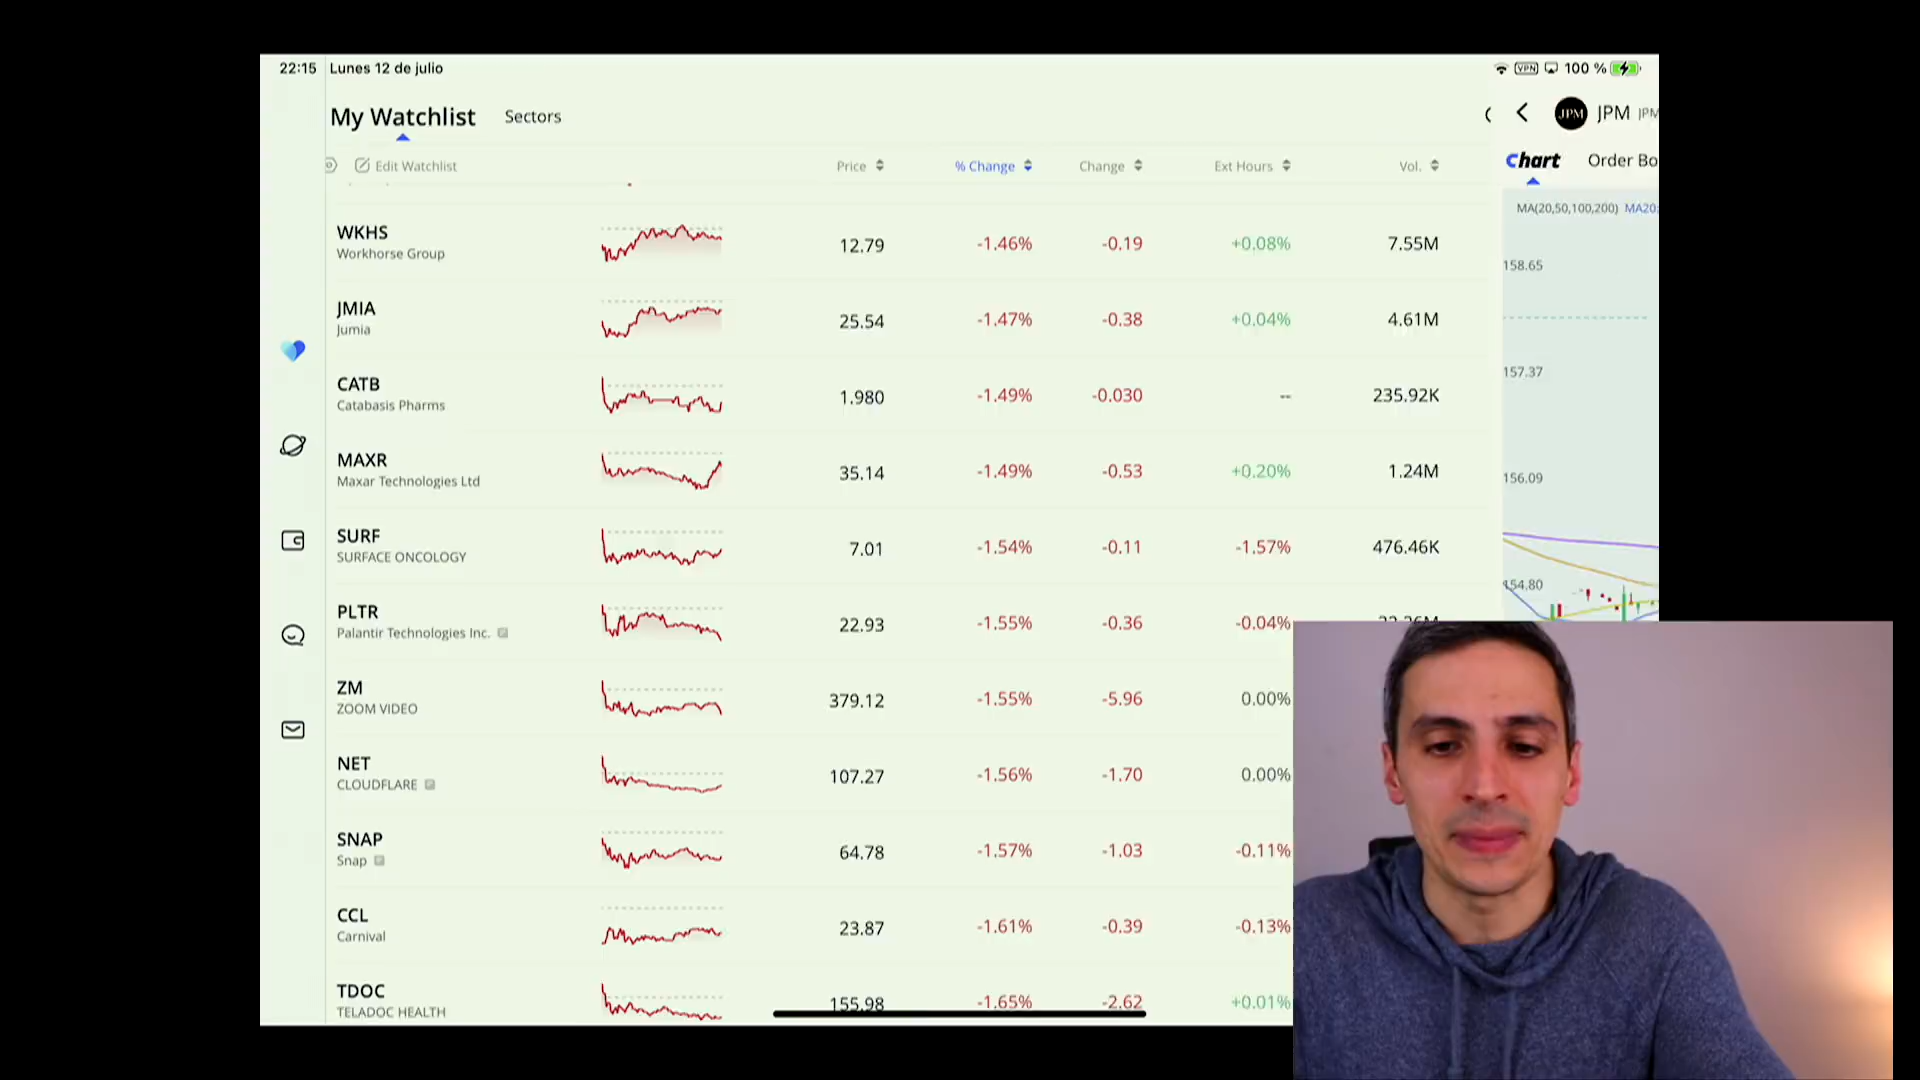 22:15 Lunes 12 de julio VPN 100 %
My Watchlist Sectors JPM JPM
Chart Order Bo
Edit Watchlist Price % Change Change Ext Hours Vol.
MA(20,50,100,200) MA20:
WKHS
Workhorse Group 12.79 -1.46% -0.19 +0.08% 7.55M
158.65
JMIA
Jumia 25.54 -1.47% -0.38 +0.04% 4.61M
157.37
CATB
Catabasis Pharms 1.980 -1.49% -0.030 -- 235.92K
MAXR
Maxar Technologies Ltd 35.14 -1.49% -0.53 +0.20% 1.24M
156.09
SURF
SURFACE ONCOLOGY 7.01 -1.54% -0.11 -1.57% 476.46K
154.80
PLTR
Palantir Technologies Inc. 22.93 -1.55% -0.36 -0.04%
ZM
ZOOM VIDEO 379.12 -1.55% -5.96 0.00%
NET
CLOUDFLARE 107.27 -1.56% -1.70 0.00%
SNAP
Snap 64.78 -1.57% -1.03 -0.11%
CCL
Carnival 23.87 -1.61% -0.39 -0.13%
TDOC
TELADOC HEALTH 155.98 -1.65% -2.62 +0.01%